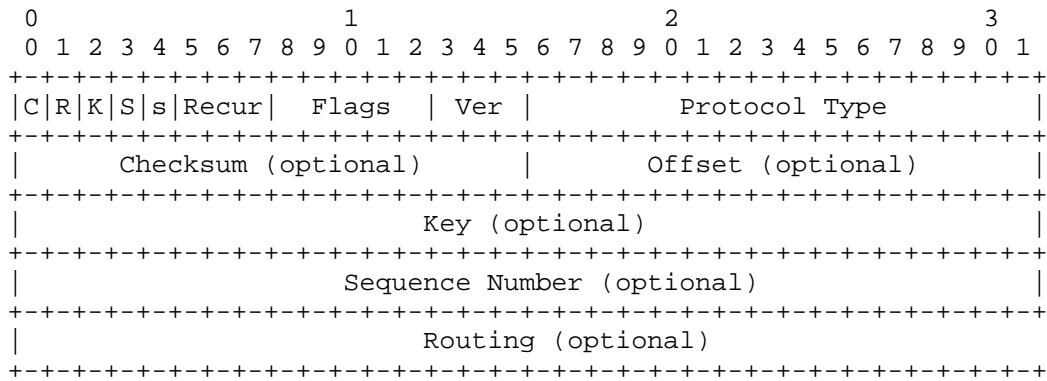 0                   1                   2                   3
 0 1 2 3 4 5 6 7 8 9 0 1 2 3 4 5 6 7 8 9 0 1 2 3 4 5 6 7 8 9 0 1
+-+-+-+-+-+-+-+-+-+-+-+-+-+-+-+-+-+-+-+-+-+-+-+-+-+-+-+-+-+-+-+-+
|C|R|K|S|s|Recur|  Flags  | Ver |         Protocol Type         |
+-+-+-+-+-+-+-+-+-+-+-+-+-+-+-+-+-+-+-+-+-+-+-+-+-+-+-+-+-+-+-+-+
|      Checksum (optional)      |       Offset (optional)       |
+-+-+-+-+-+-+-+-+-+-+-+-+-+-+-+-+-+-+-+-+-+-+-+-+-+-+-+-+-+-+-+-+
|                         Key (optional)                        |
+-+-+-+-+-+-+-+-+-+-+-+-+-+-+-+-+-+-+-+-+-+-+-+-+-+-+-+-+-+-+-+-+
|                    Sequence Number (optional)                 |
+-+-+-+-+-+-+-+-+-+-+-+-+-+-+-+-+-+-+-+-+-+-+-+-+-+-+-+-+-+-+-+-+
|                         Routing (optional)
+-+-+-+-+-+-+-+-+-+-+-+-+-+-+-+-+-+-+-+-+-+-+-+-+-+-+-+-+-+-+-+-+